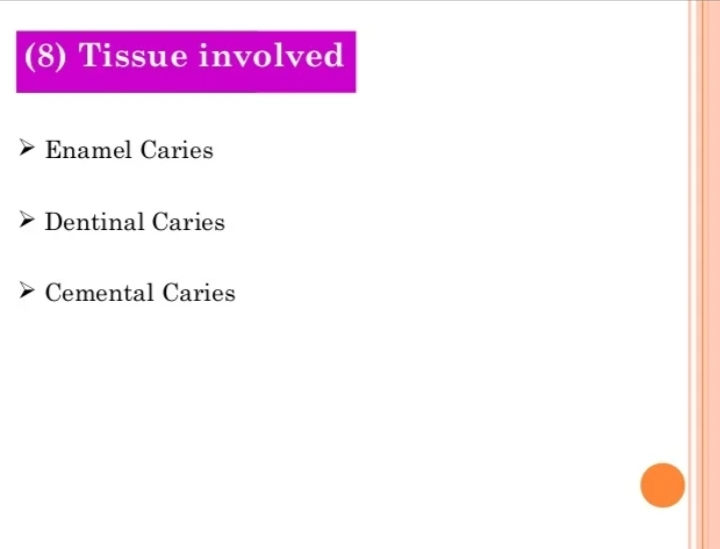 (8) Tissue involved
➢ Enamel Caries
➢ Dentinal Caries
➢ Cemental Caries